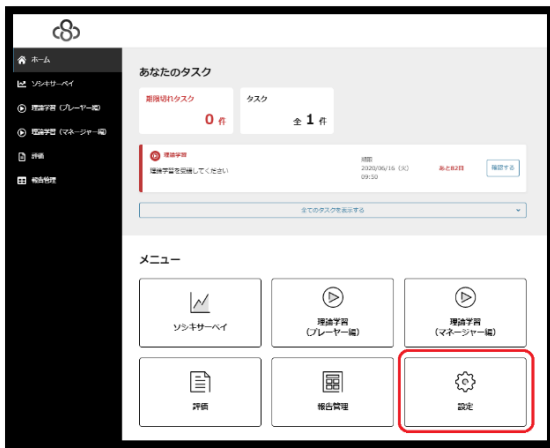 ホーム
ソシキサーベイ
理論学習（プレーヤー編）
理論学習（マネージャー編）
評価
報告管理
あなたのタスク
期限切れタスク
0 件
タスク
全 1 件
理論学習
理論学習を受講してください
期限
2020/06/16（火）
09:50
あと82日
確認する
全てのタスクを表示する
メニュー
ソシキサーベイ
理論学習
（プレーヤー編）
理論学習
（マネージャー編）
評価
報告管理
設定